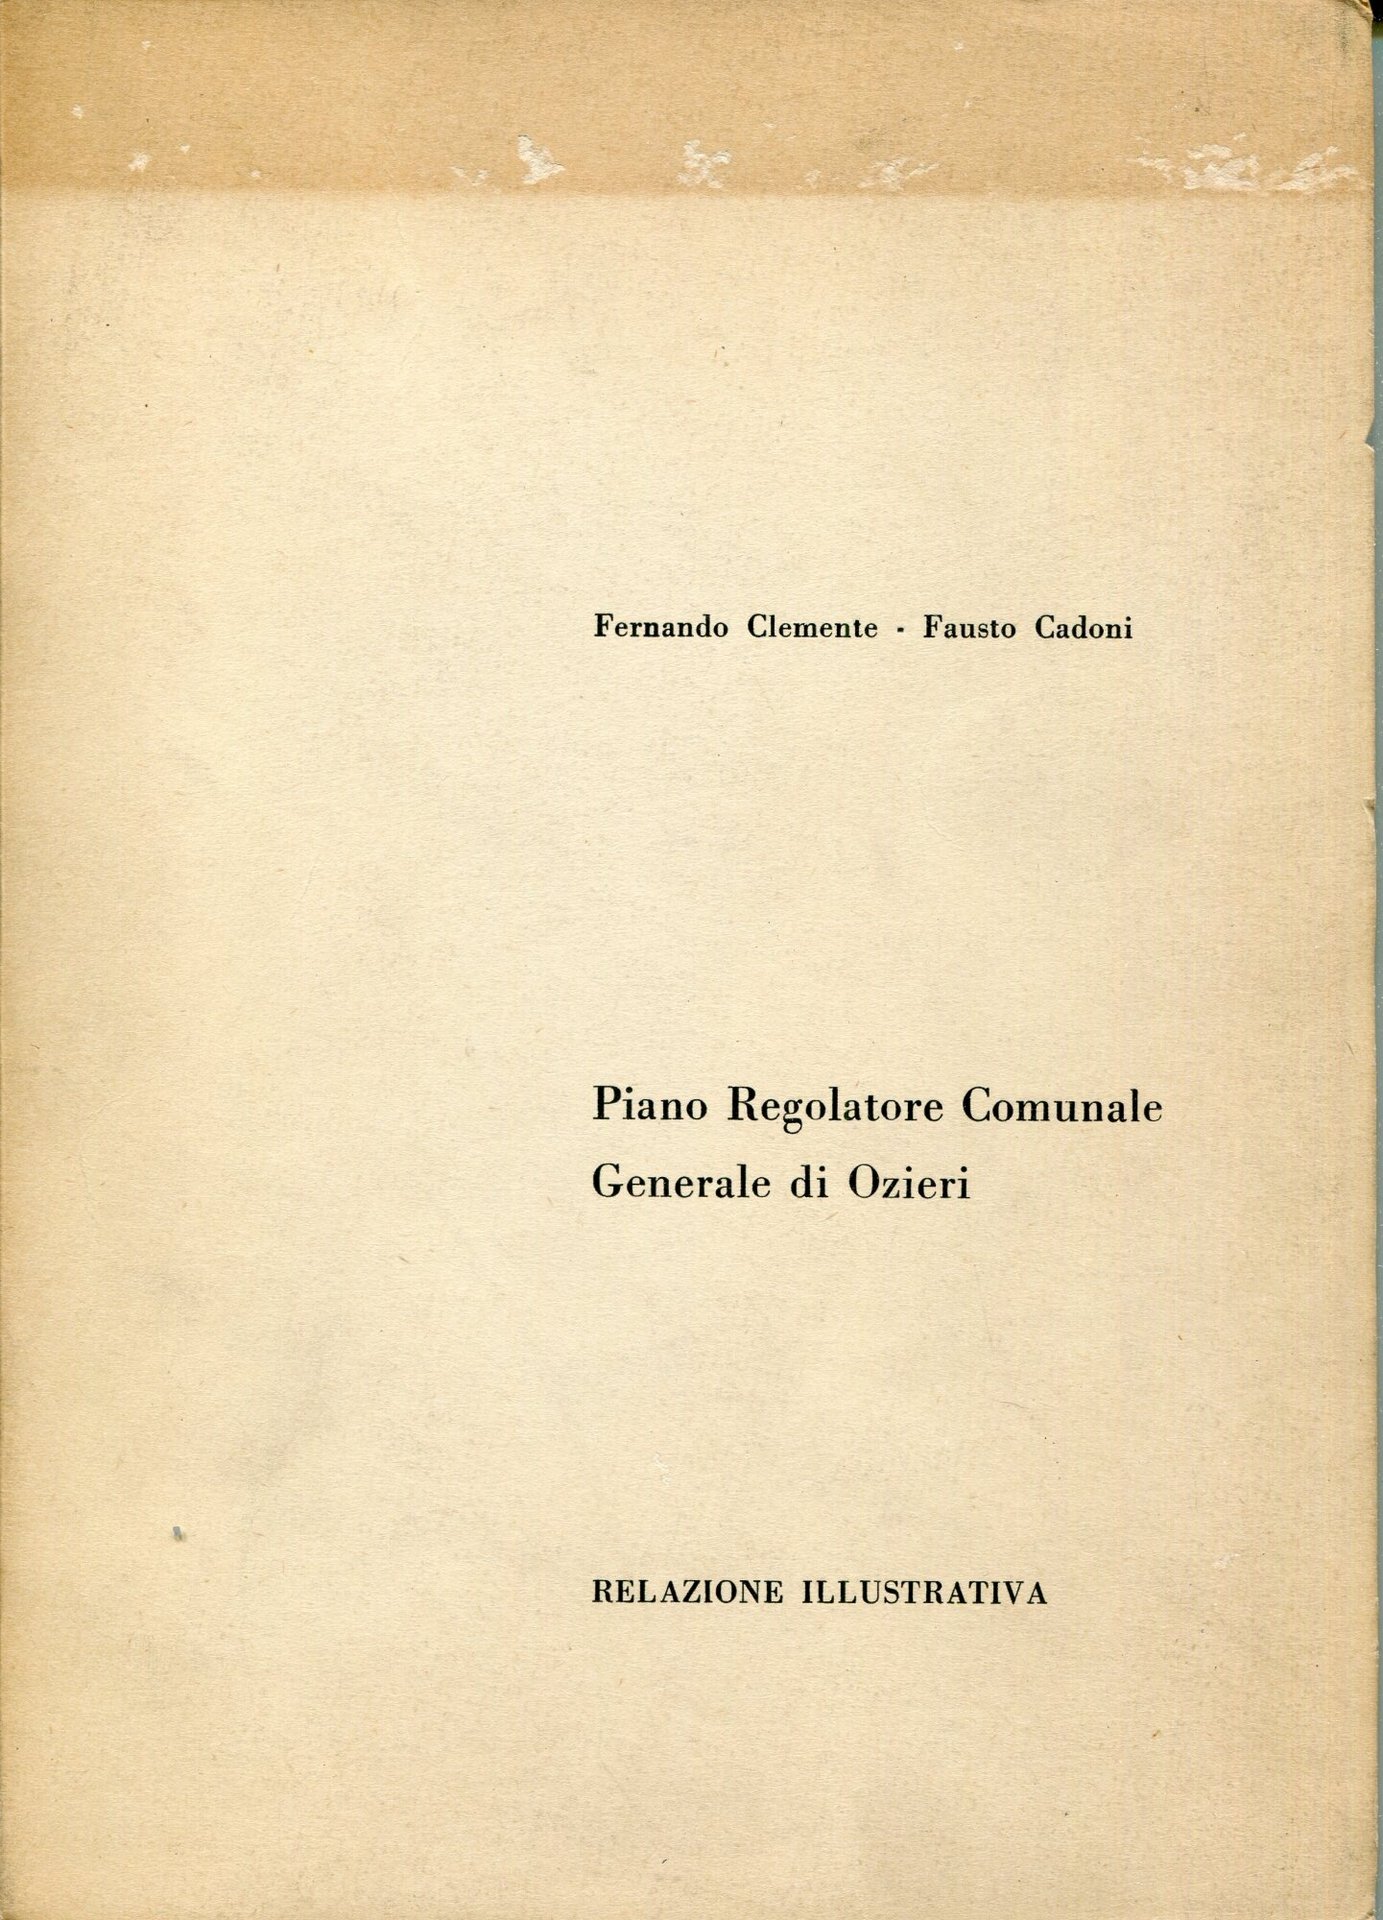 Fernando Clemente - Fausto Cadoni
Piano Regolatore Comunale
Generale di Ozieri
RELAZIONE ILLUSTRATIVA